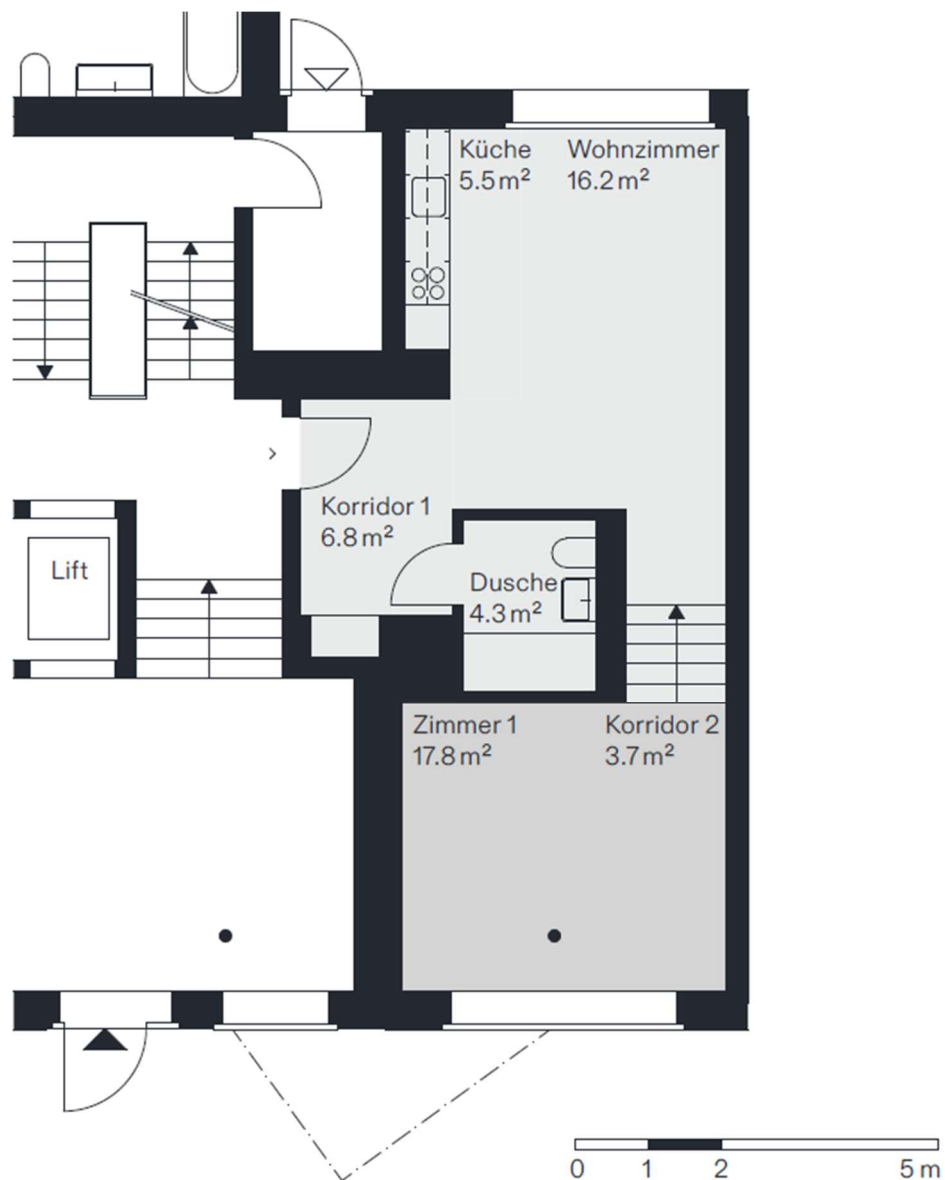 Küche
5.5 m²
Wohnzimmer
16.2 m²
Korridor 1
6.8 m²
Lift
Dusche
4.3 m²
Zimmer 1
17.8 m²
Korridor 2
3.7 m²
0 1 2 5 m